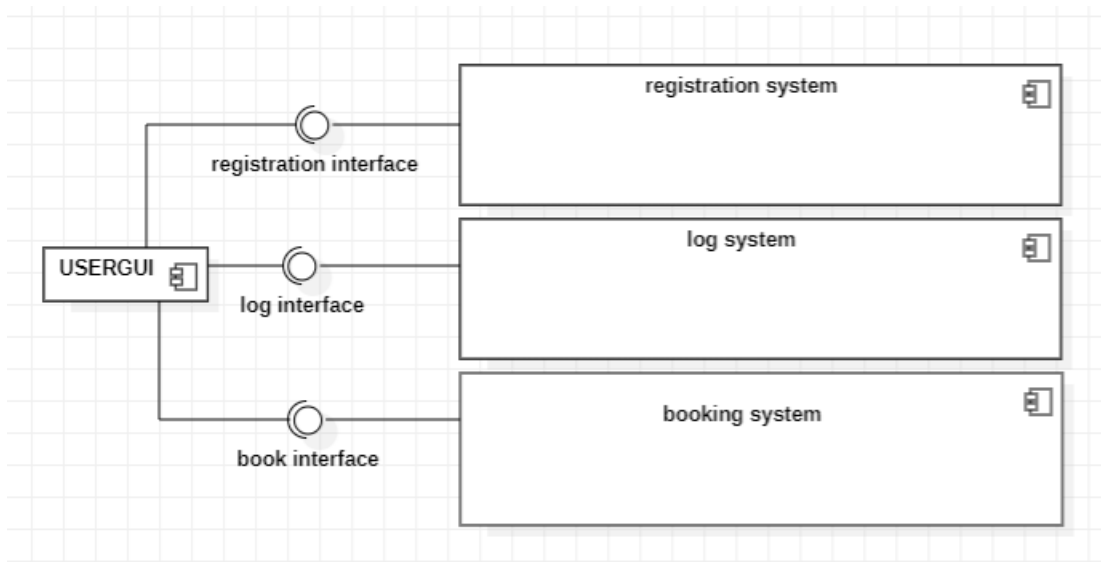 registration system
registration interface
log system
USERGUI
log interface
booking system
book interface